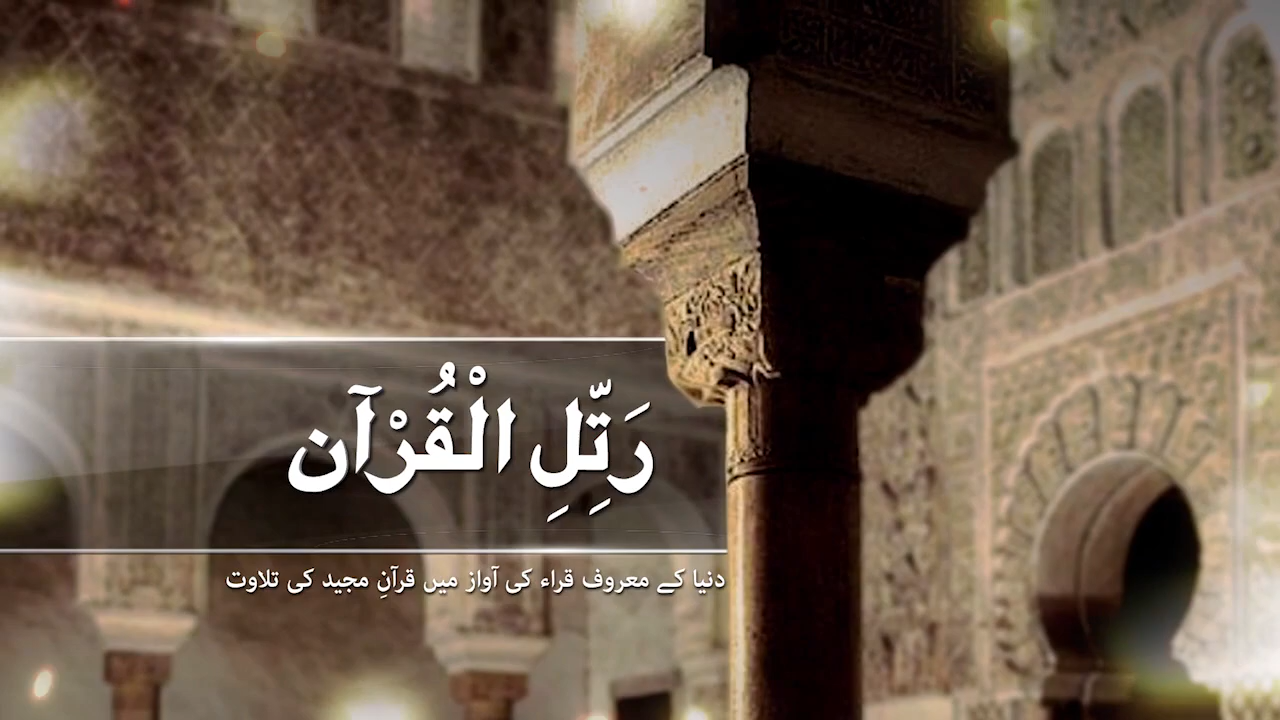 رَتِّلِ الْقُرْآن
دنیا کے معروف قراء کی آواز میں قرآنِ مجید کی تلاوت